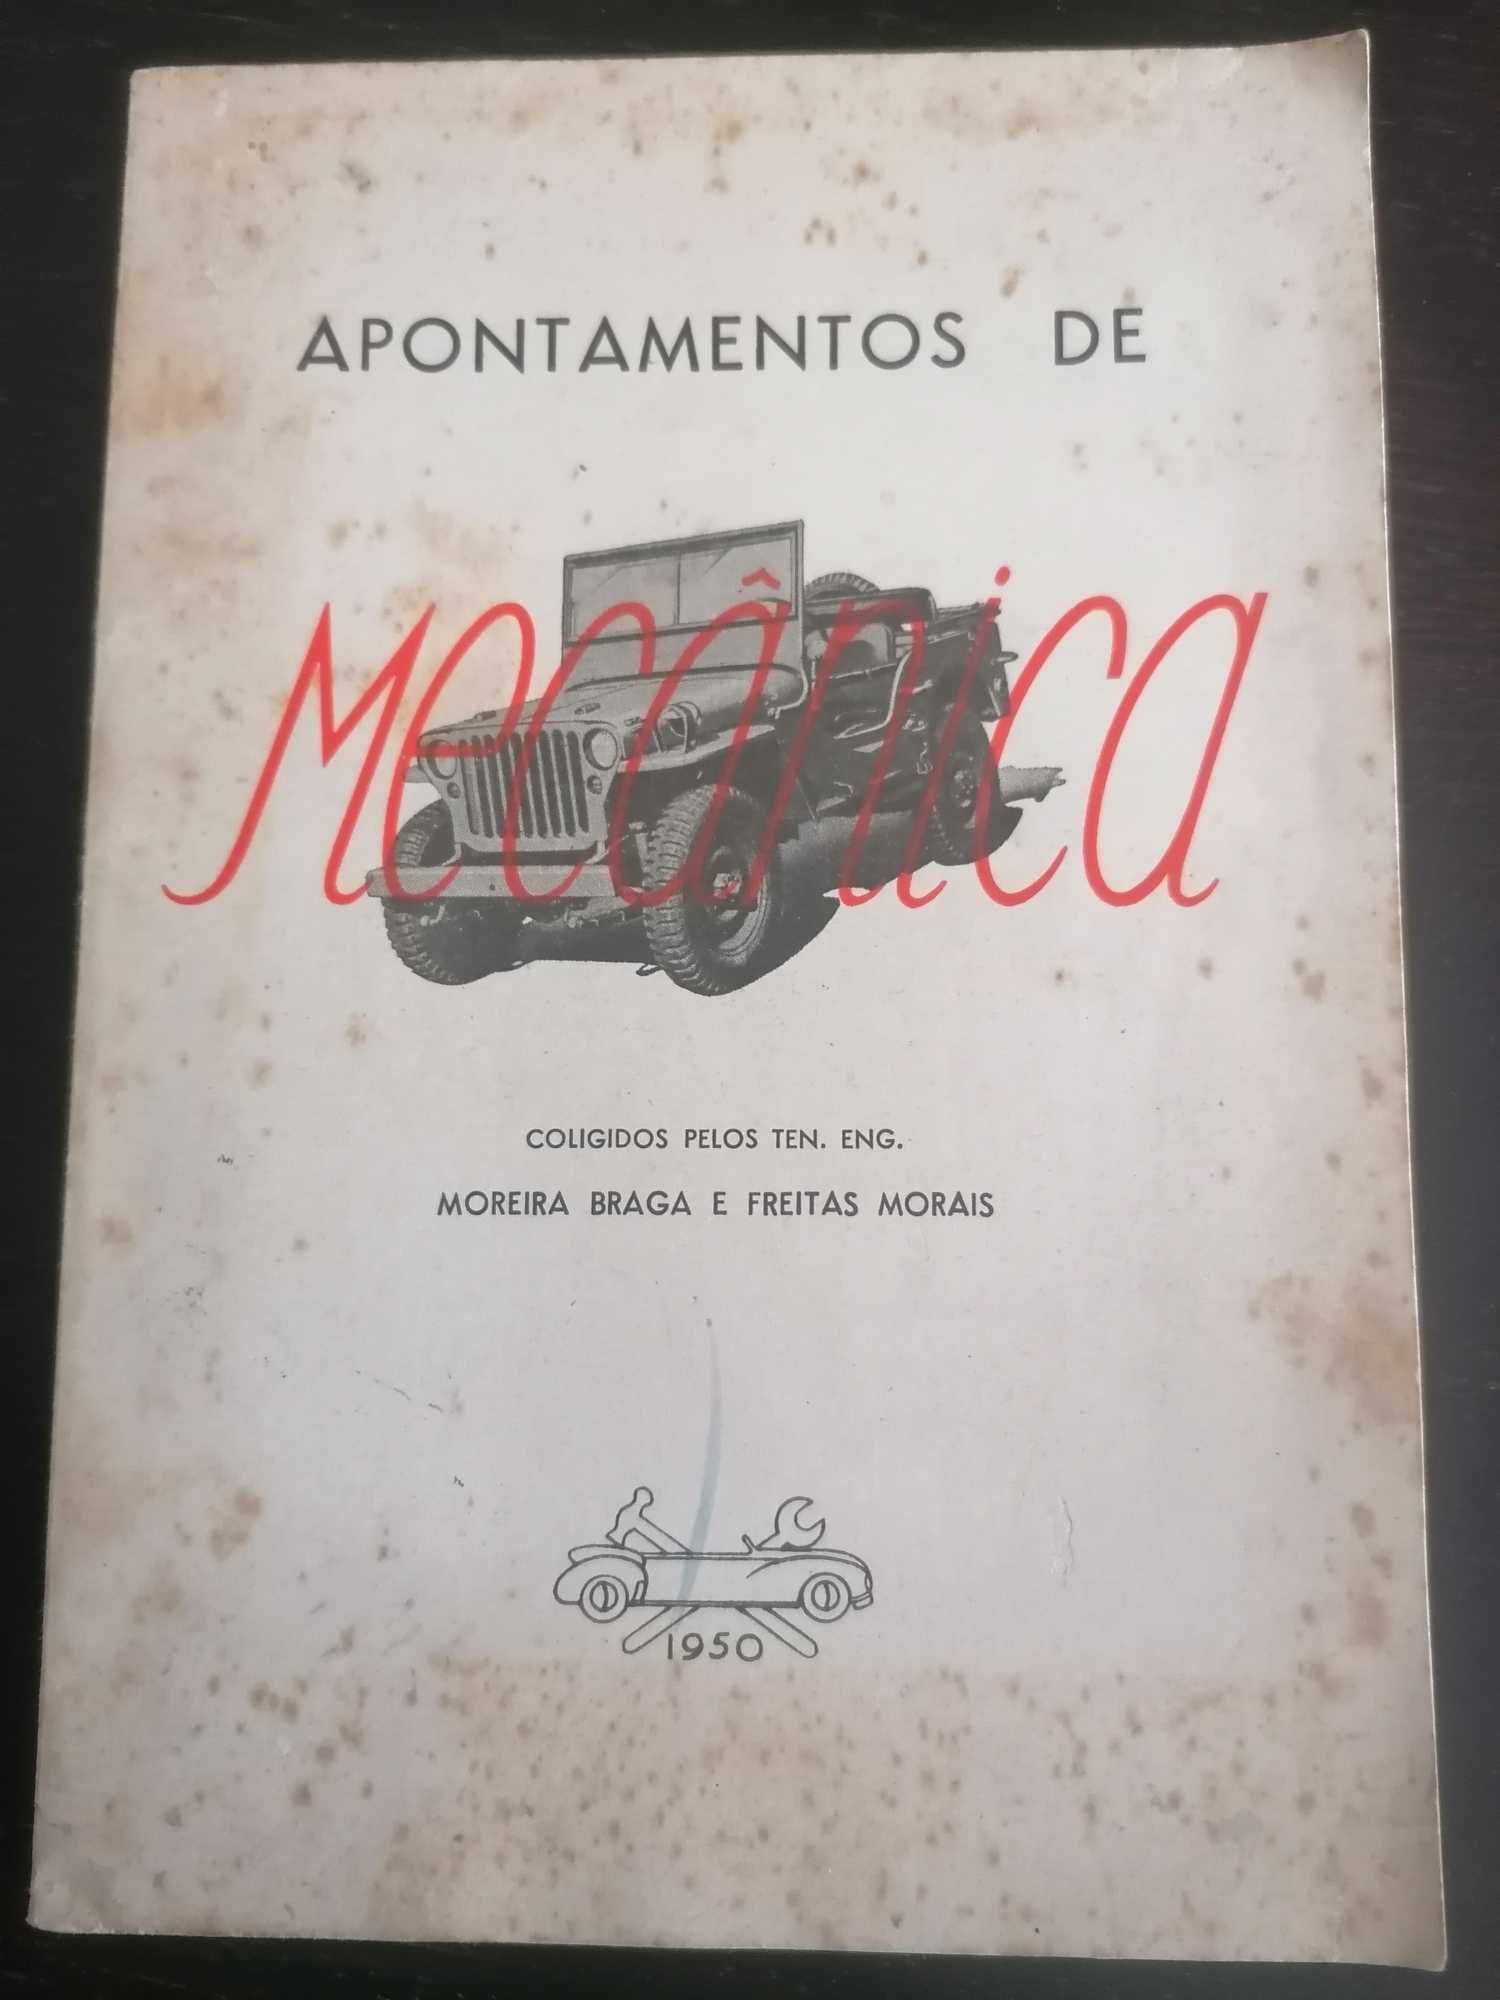 APONTAMENTOS DE
Mecânica
COLIGIDOS PELOS TEN. ENG.
MOREIRA BRAGA E FREITAS MORAIS
1950